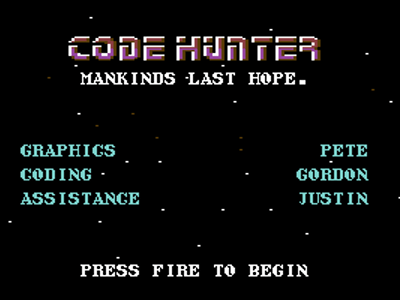 CODE HUNTER
MANKINDS LAST HOPE.
GRAPHICS PETE
CODING GORDON
ASSISTANCE JUSTIN
PRESS FIRE TO BEGIN